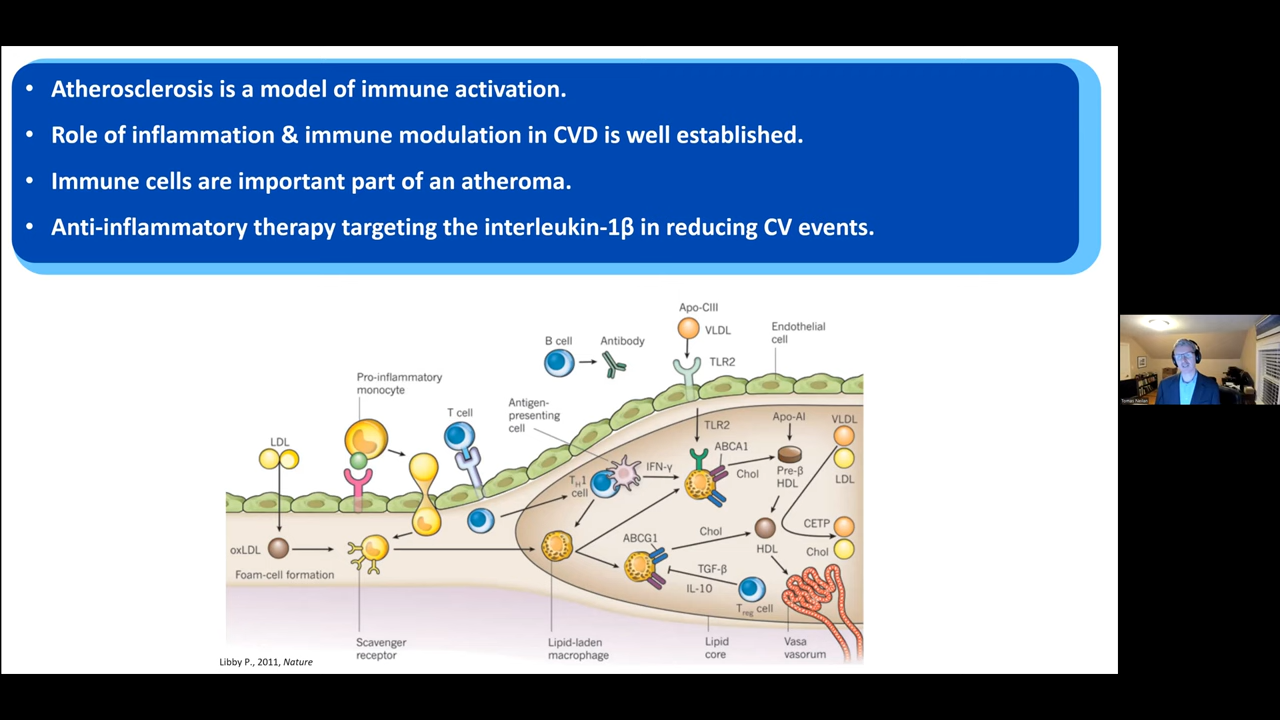 • Atherosclerosis is a model of immune activation.
• Role of inflammation & immune modulation in CVD is well established.
• Immune cells are important part of an atheroma.
• Anti-inflammatory therapy targeting the interleukin-1β in reducing CV events.
Apo-CIII
VLDL
Endothelial
cell
B cell
Antibody
TLR2
Pro-inflammatory
monocyte
T cell
Antigen-
presenting
cell
LDL
TLR2
Apo-AI
VLDL
ABCA1
IFN-γ
Chol
Pre-β
HDL
LDL
TH1
cell
CETP
ABCG1
Chol
HDL
Chol
oxLDL
TGF-β
IL-10
Foam-cell formation
Treg cell
Scavenger
receptor
Lipid-laden
macrophage
Lipid
core
Vasa
vasorum
Libby P., 2011, Nature
Tomas Neilan